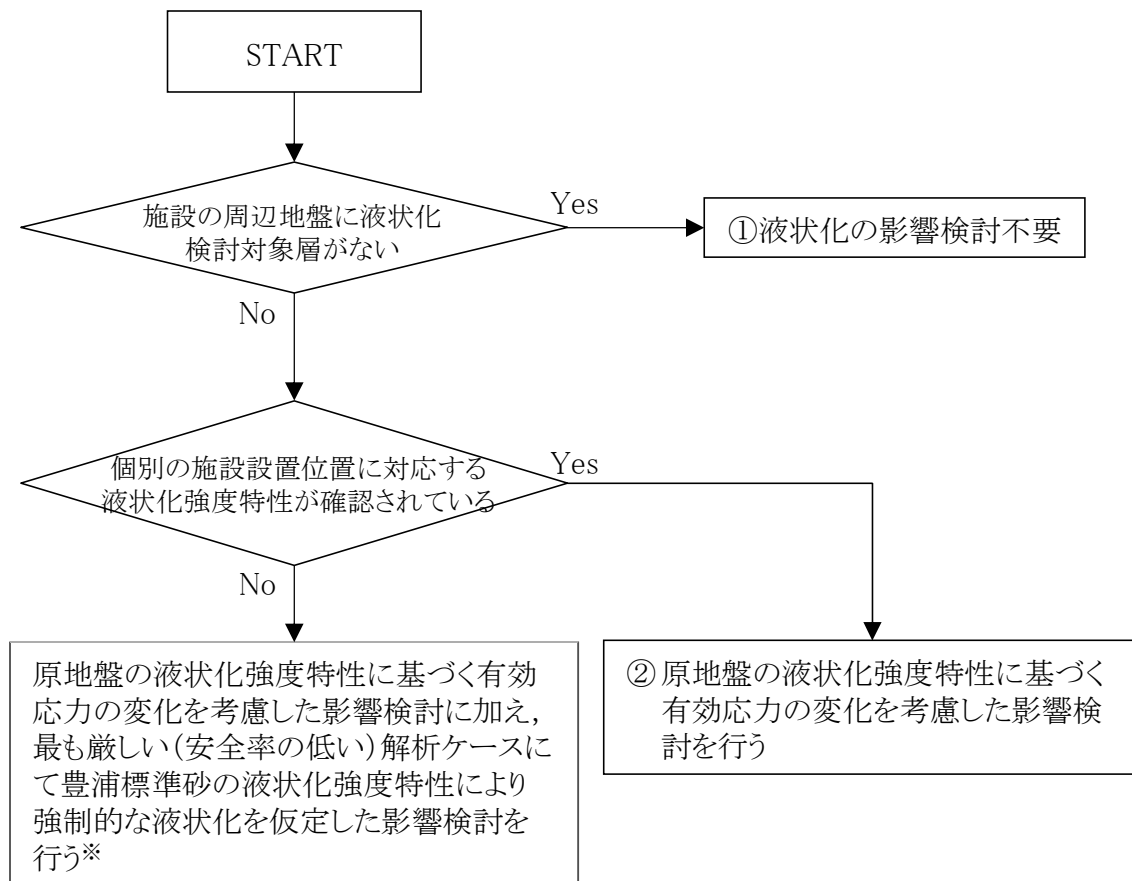 START
施設の周辺地盤に液状化
検討対象層がない
Yes
①液状化の影響検討不要
No
個別の施設設置位置に対応する
液状化強度特性が確認されている
Yes
No
原地盤の液状化強度特性に基づく有効
応力の変化を考慮した影響検討に加え，
最も厳しい（安全率の低い）解析ケースに
て豊浦標準砂の液状化強度特性により
強制的な液状化を仮定した影響検討を
行う※
② 原地盤の液状化強度特性に基づく
有効応力の変化を考慮した影響検
討を行う